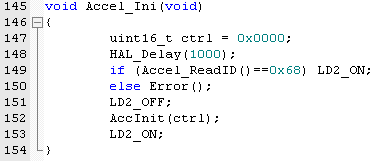 145 void Accel_Ini(void)
146 {
147 uint16_t ctrl = 0x0000;
148 HAL_Delay(1000);
149 if (Accel_ReadID()==0x68) LD2_ON;
150 else Error();
151 LD2_OFF;
152 AccInit(ctrl);
153 LD2_ON;
154 }